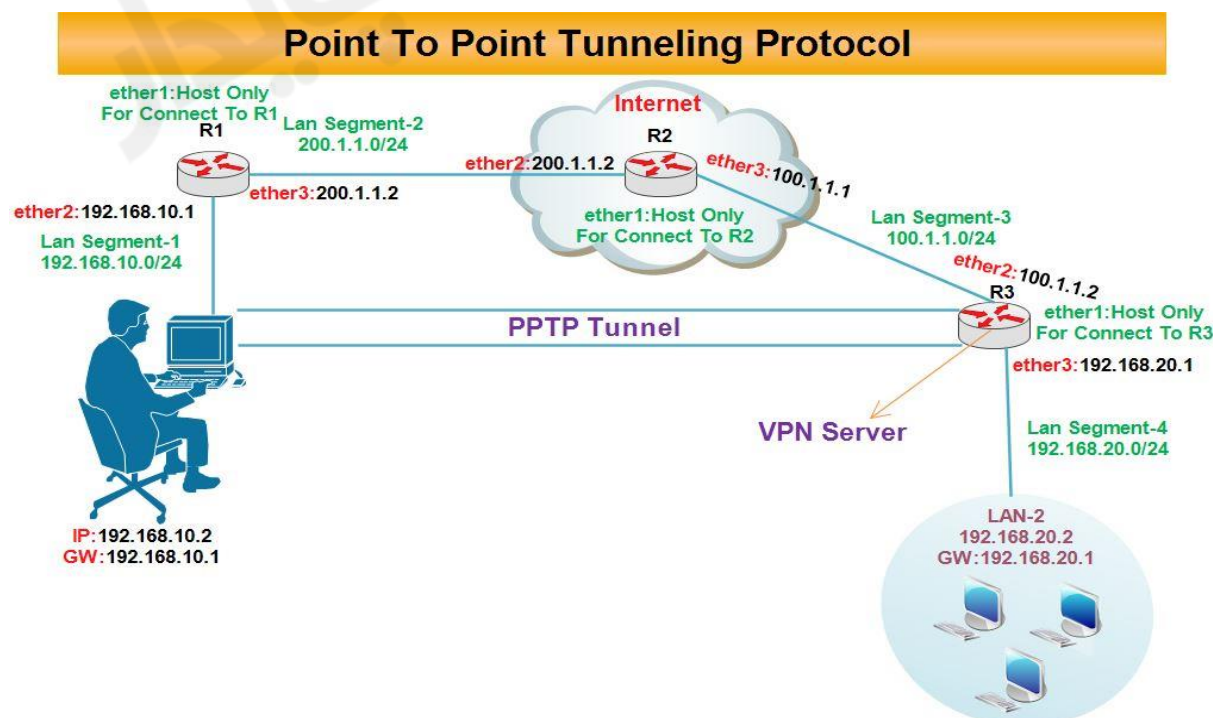 Point To Point Tunneling Protocol
ether1:Host Only
For Connect To R1
R1
Lan Segment-2
200.1.1.0/24
Internet
R2
ether2:200.1.1.2
ether3:100.1.1.1
ether3:200.1.1.2
ether2:192.168.10.1
Lan Segment-1
192.168.10.0/24
ether1:Host Only
For Connect To R2
Lan Segment-3
100.1.1.0/24
ether2:100.1.1.2
R3
ether1:Host Only
For Connect To R3
PPTP Tunnel
ether3:192.168.20.1
VPN Server
Lan Segment-4
192.168.20.0/24
IP:192.168.10.2
GW:192.168.10.1
LAN-2
192.168.20.2
GW:192.168.20.1